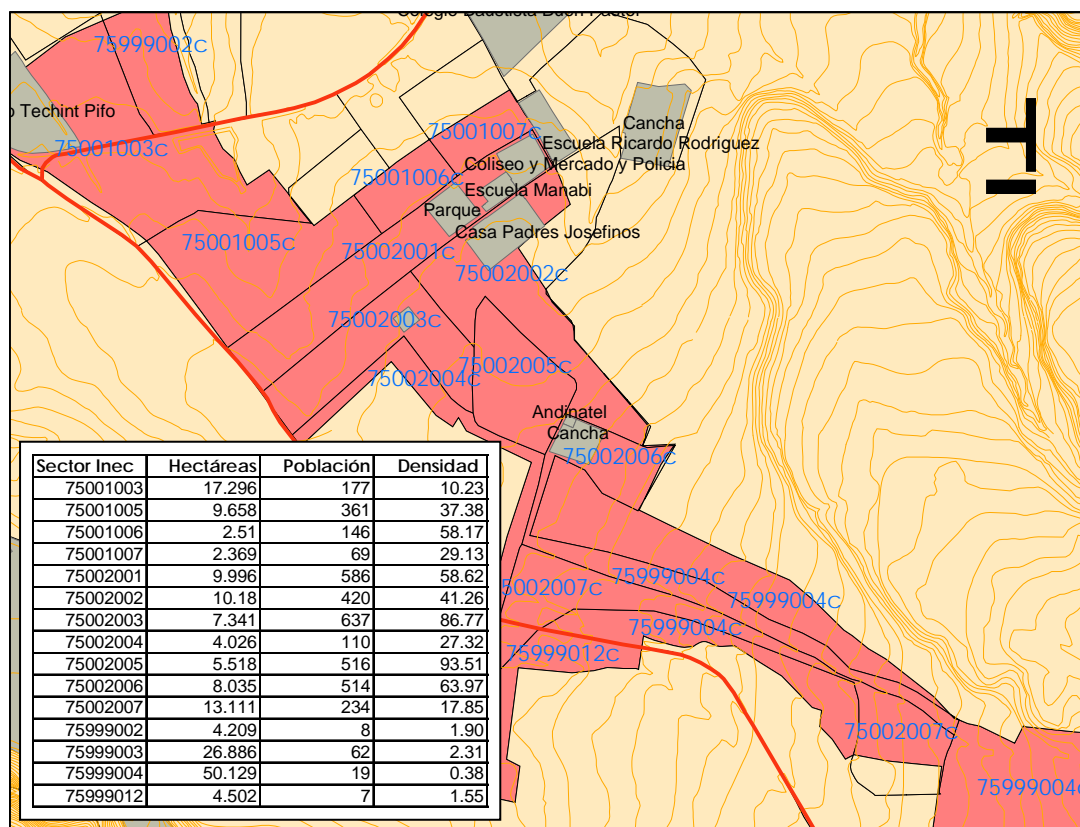 Colegio Bautista Buen Pastor
75999002C
o Techint Pifo
75001003C
75001007C
Cancha
Escuela Ricardo Rodriguez
Coliseo y Mercado y Policia
75001006C
Escuela Manabi
Parque
Casa Padres Josefinos
75001005C
75002001C
75002002C
75002003C
75002005C
75002004C
Andinatel
Cancha
75002006C
T I
Sector Inec Hectáreas Población Densidad
75001003 17.296 177 10.23
75001005 9.658 361 37.38
75001006 2.51 146 58.17
75001007 2.369 69 29.13
75002001 9.996 586 58.62
75002002 10.18 420 41.26
75002003 7.341 637 86.77
75002004 4.026 110 27.32
75002005 5.518 516 93.51
75002006 8.035 514 63.97
75002007 13.111 234 17.85
75999002 4.209 8 1.90
75999003 26.886 62 2.31
75999004 50.129 19 0.38
75999012 4.502 7 1.55
5002007C
75999004C
75999004C
75999004C
75999012C
75002007C
75999004C